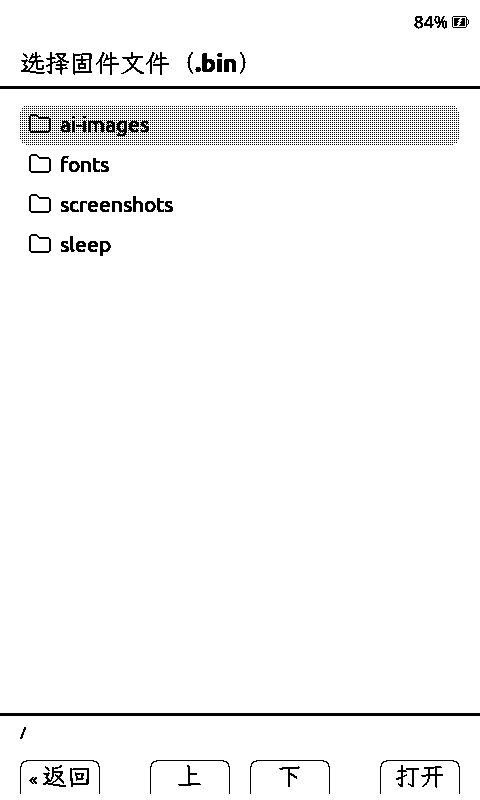 84%
选择固件文件（.bin）
ai-images
fonts
screenshots
sleep
/
« 返回 上 下 打开